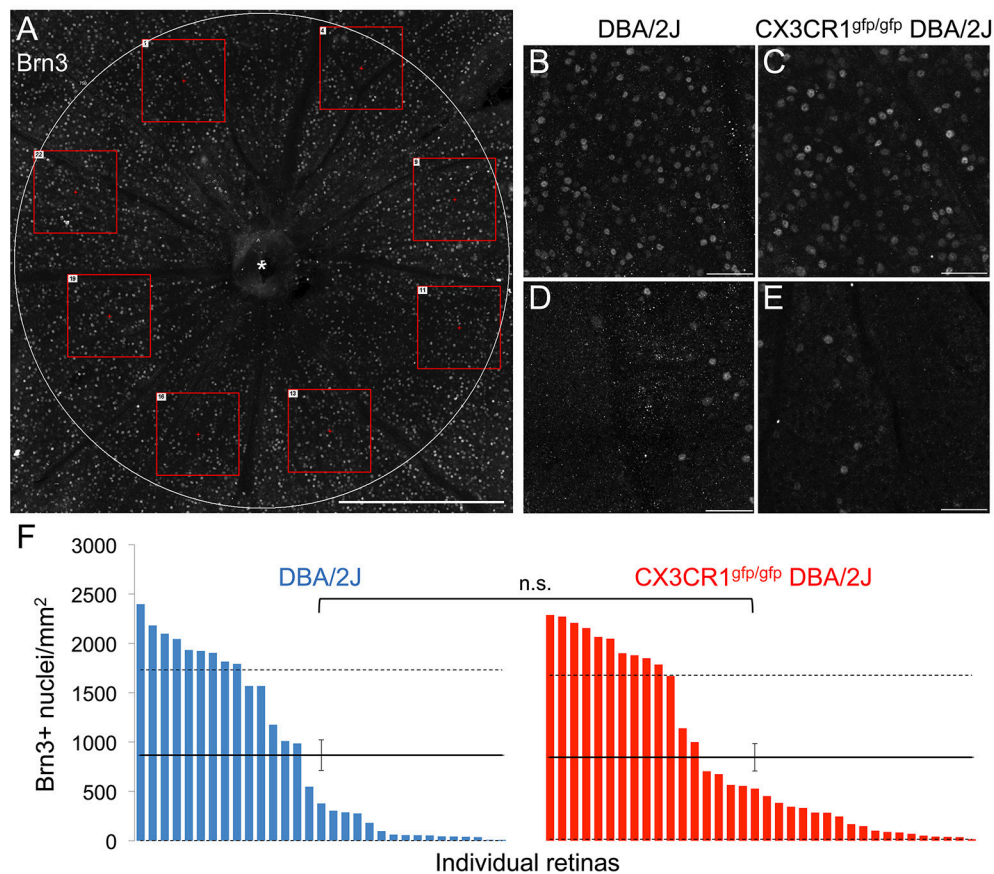 A
Brn3
1
4
22
9
19
11
16
13
*
DBA/2J
CX3CR1gfp/gfp DBA/2J
B
C
D
E
F
3000
2500
2000
1500
1000
500
0
Brn3+ nuclei/mm2
DBA/2J
n.s.
CX3CR1gfp/gfp DBA/2J
Individual retinas